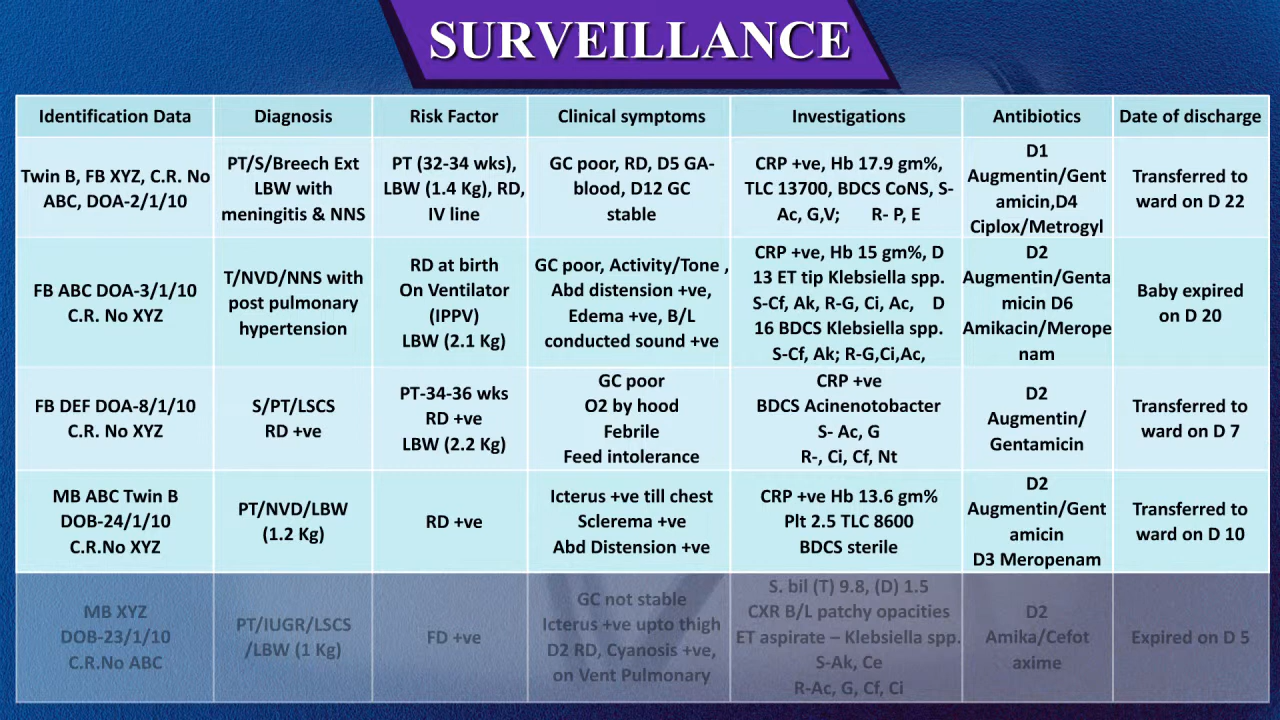 SURVEILLANCE
Identification Data
Diagnosis
Risk Factor
Clinical symptoms
Investigations
Antibiotics
Date of discharge
Twin B, FB XYZ, C.R. No
ABC, DOA-2/1/10
PT/S/Breech Ext
LBW with
meningitis & NNS
PT (32-34 wks),
LBW (1.4 Kg), RD,
IV line
GC poor, RD, D5 GA-
blood, D12 GC
stable
CRP +ve, Hb 17.9 gm%,
TLC 13700, BDCS CoNS, S-
Ac, G,V; R- P, E
D1
Augmentin/Gent
amicin,D4
Ciplox/Metrogyl
Transferred to
ward on D 22
FB ABC DOA-3/1/10
C.R. No XYZ
T/NVD/NNS with
post pulmonary
hypertension
RD at birth
On Ventilator
(IPPV)
LBW (2.1 Kg)
GC poor, Activity/Tone ,
Abd distension +ve,
Edema +ve, B/L
conducted sound +ve
CRP +ve, Hb 15 gm%, D
13 ET tip Klebsiella spp.
S-Cf, Ak, R-G, Ci, Ac, D
16 BDCS Klebsiella spp.
S-Cf, Ak; R-G,Ci,Ac,
D2
Augmentin/Genta
micin D6
Amikacin/Merope
nam
Baby expired
on D 20
FB DEF DOA-8/1/10
C.R. No XYZ
S/PT/LSCS
RD +ve
PT-34-36 wks
RD +ve
LBW (2.2 Kg)
GC poor
O2 by hood
Febrile
Feed intolerance
CRP +ve
BDCS Acinenotobacter
S- Ac, G
R-, Ci, Cf, Nt
D2
Augmentin/
Gentamicin
Transferred to
ward on D 7
MB ABC Twin B
DOB-24/1/10
C.R.No XYZ
PT/NVD/LBW
(1.2 Kg)
RD +ve
Icterus +ve till chest
Sclerema +ve
Abd Distension +ve
CRP +ve Hb 13.6 gm%
Plt 2.5 TLC 8600
BDCS sterile
D2
Augmentin/Gent
amicin
D3 Meropenam
Transferred to
ward on D 10
MB XYZ
DOB-23/1/10
C.R.No ABC
PT/IUGR/LSCS
/LBW (1 Kg)
FD +ve
GC not stable
Icterus +ve upto thigh
D2 RD, Cyanosis +ve,
on Vent Pulmonary
S. bil (T) 9.8, (D) 1.5
CXR B/L patchy opacities
ET aspirate – Klebsiella spp.
S-Ak, Ce
R-Ac, G, Cf, Ci
D2
Amika/Cefot
axime
Expired on D 5